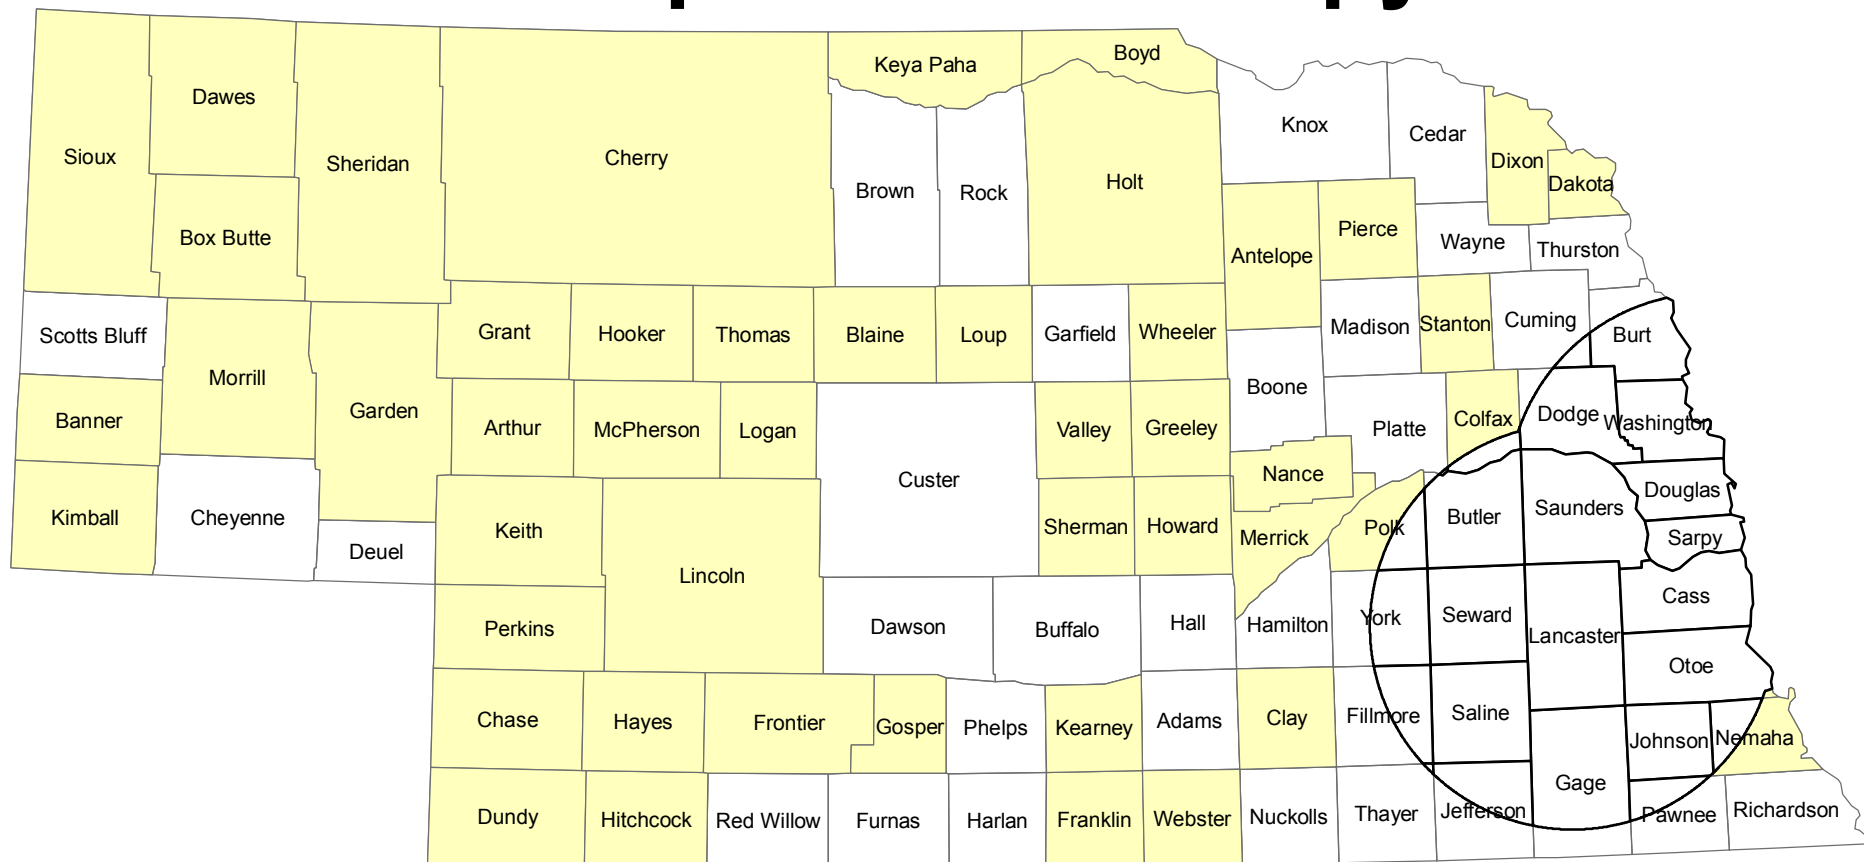 Keya Paha
Boyd
Dawes
Knox
Cedar
Sioux
Sheridan
Cherry
Dixon
Dakota
Brown
Rock
Holt
Box Butte
Pierce
Wayne
Thurston
Antelope
Scotts Bluff
Grant
Hooker
Thomas
Blaine
Loup
Garfield
Wheeler
Madison
Stanton
Cuming
Burt
Morrill
Boone
Banner
Garden
Arthur
McPherson
Logan
Valley
Greeley
Platte
Colfax
Dodge
Washington
Custer
Nance
Kimball
Cheyenne
Keith
Sherman
Howard
Merrick
Polk
Butler
Saunders
Douglas
Sarpy
Deuel
Lincoln
Cass
Perkins
Dawson
Buffalo
Hall
Hamilton
York
Seward
Lancaster
Otoe
Chase
Hayes
Frontier
Gosper
Phelps
Kearney
Adams
Clay
Fillmore
Saline
Johnson
Nemaha
Dundy
Hitchcock
Red Willow
Furnas
Harlan
Franklin
Webster
Nuckolls
Thayer
Jefferson
Gage
Pawnee
Richardson